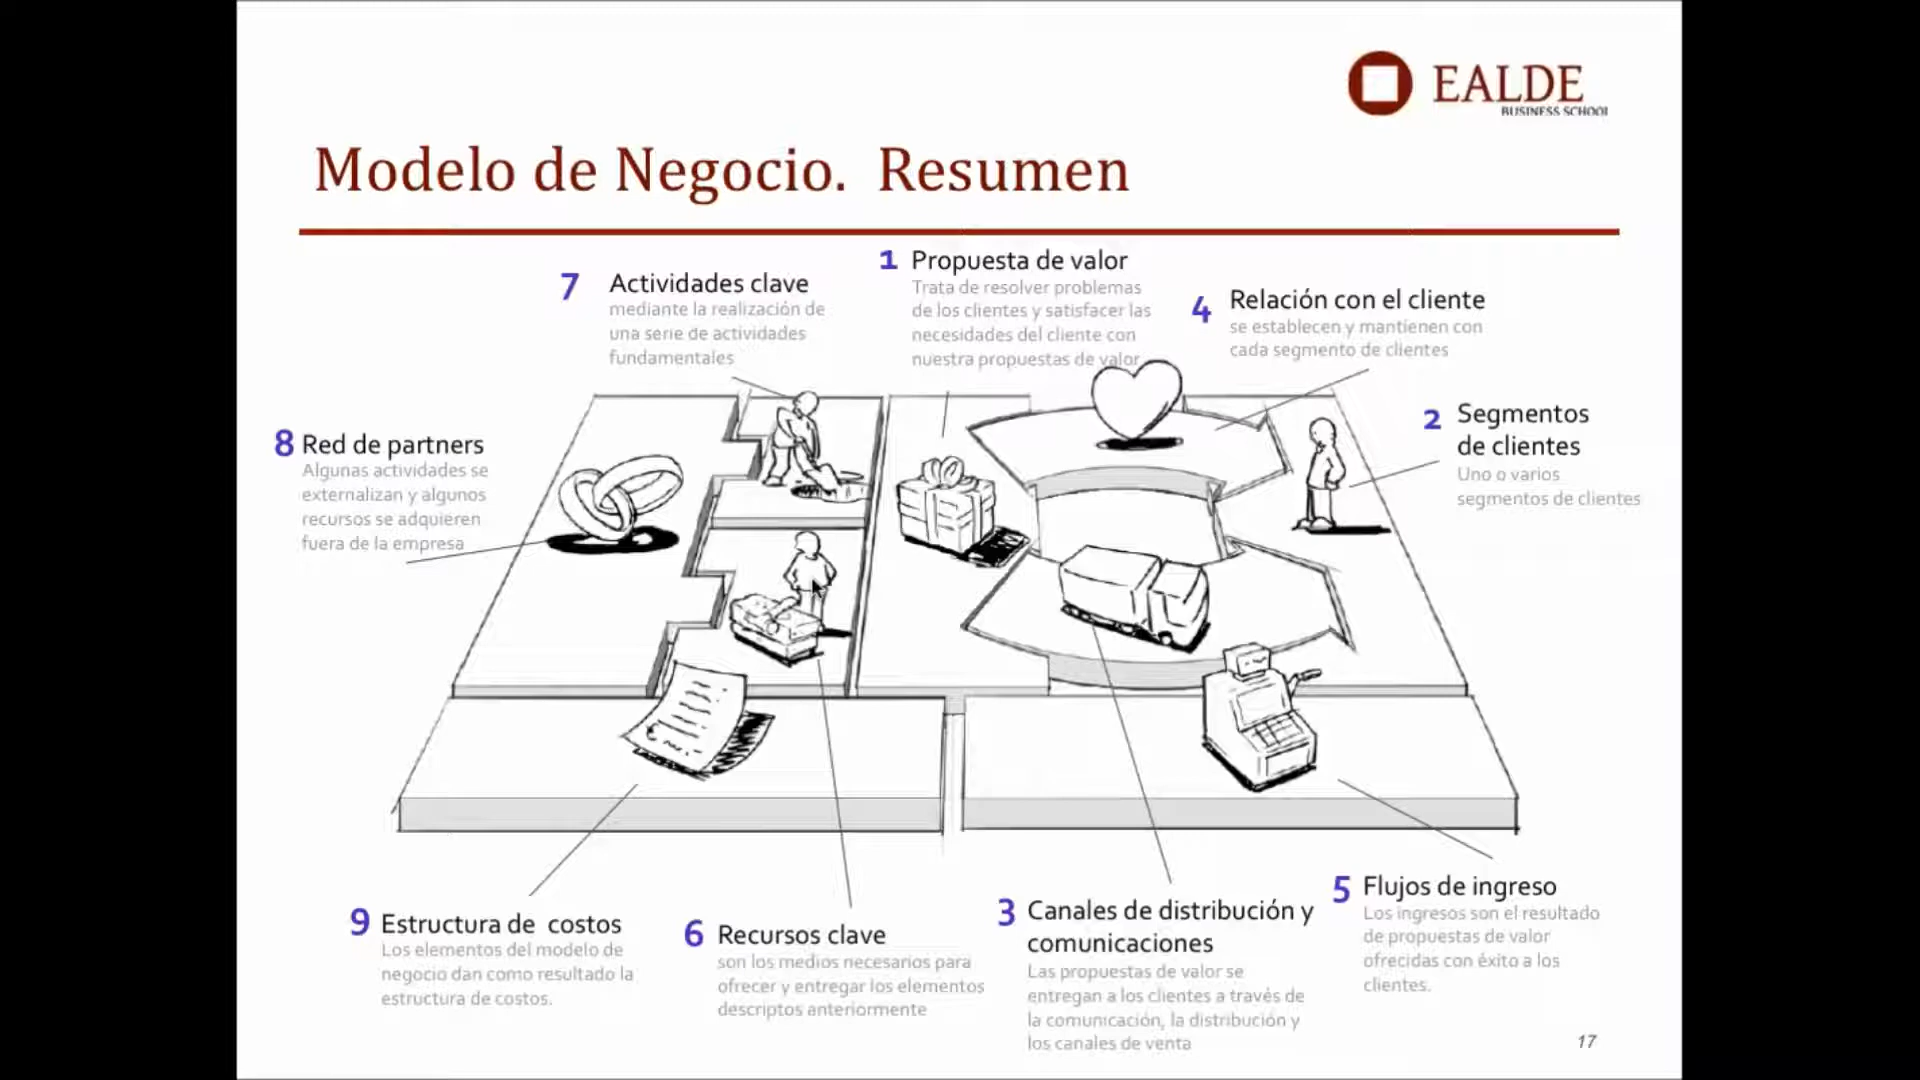 EALDE
BUSINESS SCHOOL
Modelo de Negocio. Resumen
1 Propuesta de valor
Trata de resolver problemas
de los clientes y satisfacer las
necesidades del cliente con
nuestra propuestas de valor
7 Actividades clave
mediante la realización de
una serie de actividades
fundamentales
4 Relación con el cliente
se establecen y mantienen con
cada segmento de clientes
2 Segmentos
de clientes
Uno o varios
segmentos de clientes
8 Red de partners
Algunas actividades se
externalizan y algunos
recursos se adquieren
fuera de la empresa
9 Estructura de costos
Los elementos del modelo de
negocio dan como resultado la
estructura de costos.
6 Recursos clave
son los medios necesarios para
ofrecer y entregar los elementos
descriptos anteriormente
3 Canales de distribución y
comunicaciones
Las propuestas de valor se
entregan a los clientes a través de
la comunicación, la distribución y
los canales de venta
5 Flujos de ingreso
Los ingresos son el resultado
de propuestas de valor
ofrecidas con éxito a los
clientes.
17